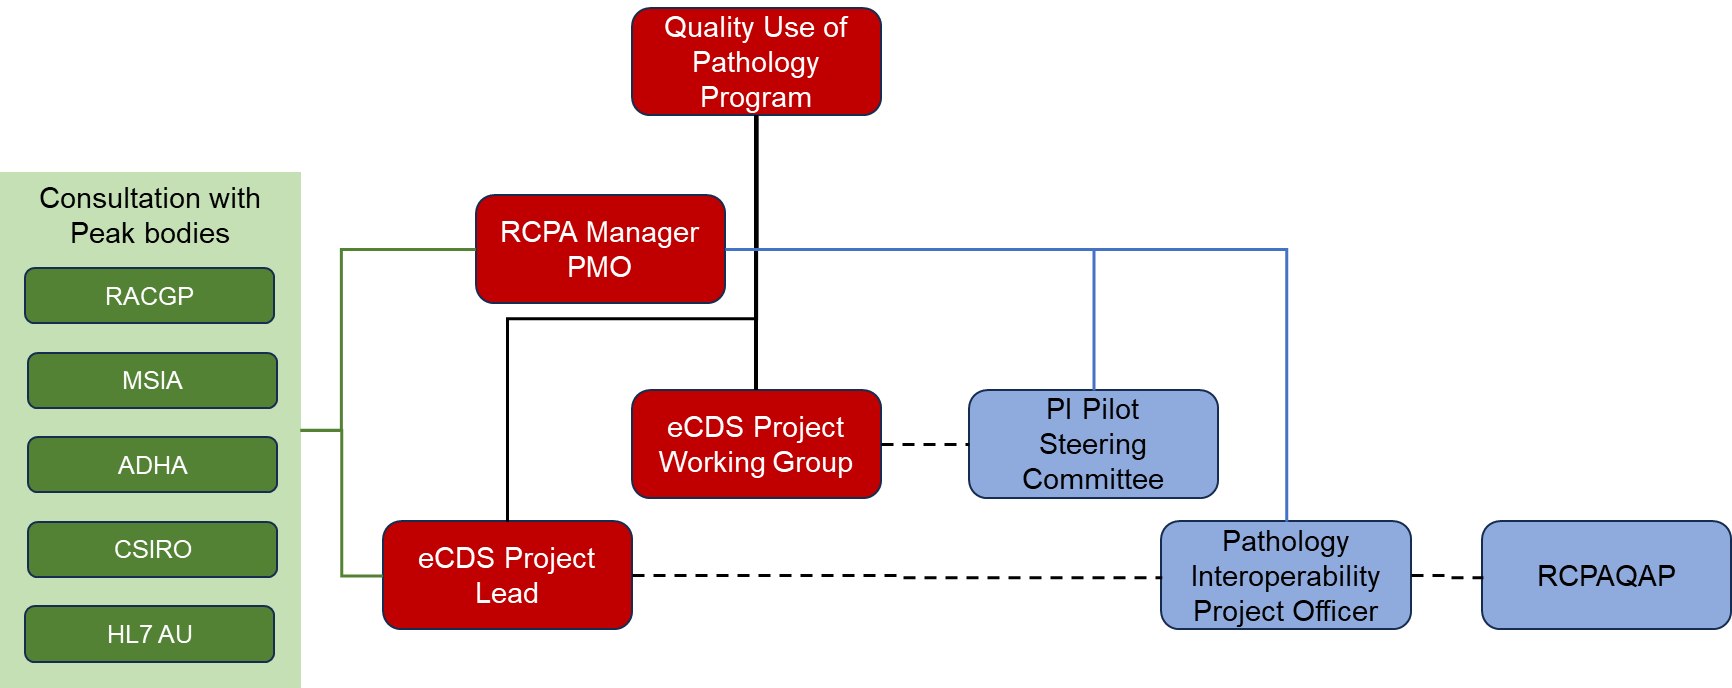 Quality Use of
Pathology
Program
Consultation with
Peak bodies
RACGP
MSIA
ADHA
CSIRO
HL7 AU
RCPA Manager
PMO
eCDS Project
Working Group
PI Pilot
Steering
Committee
eCDS Project
Lead
Pathology
Interoperability
Project Officer
RCPAQAP